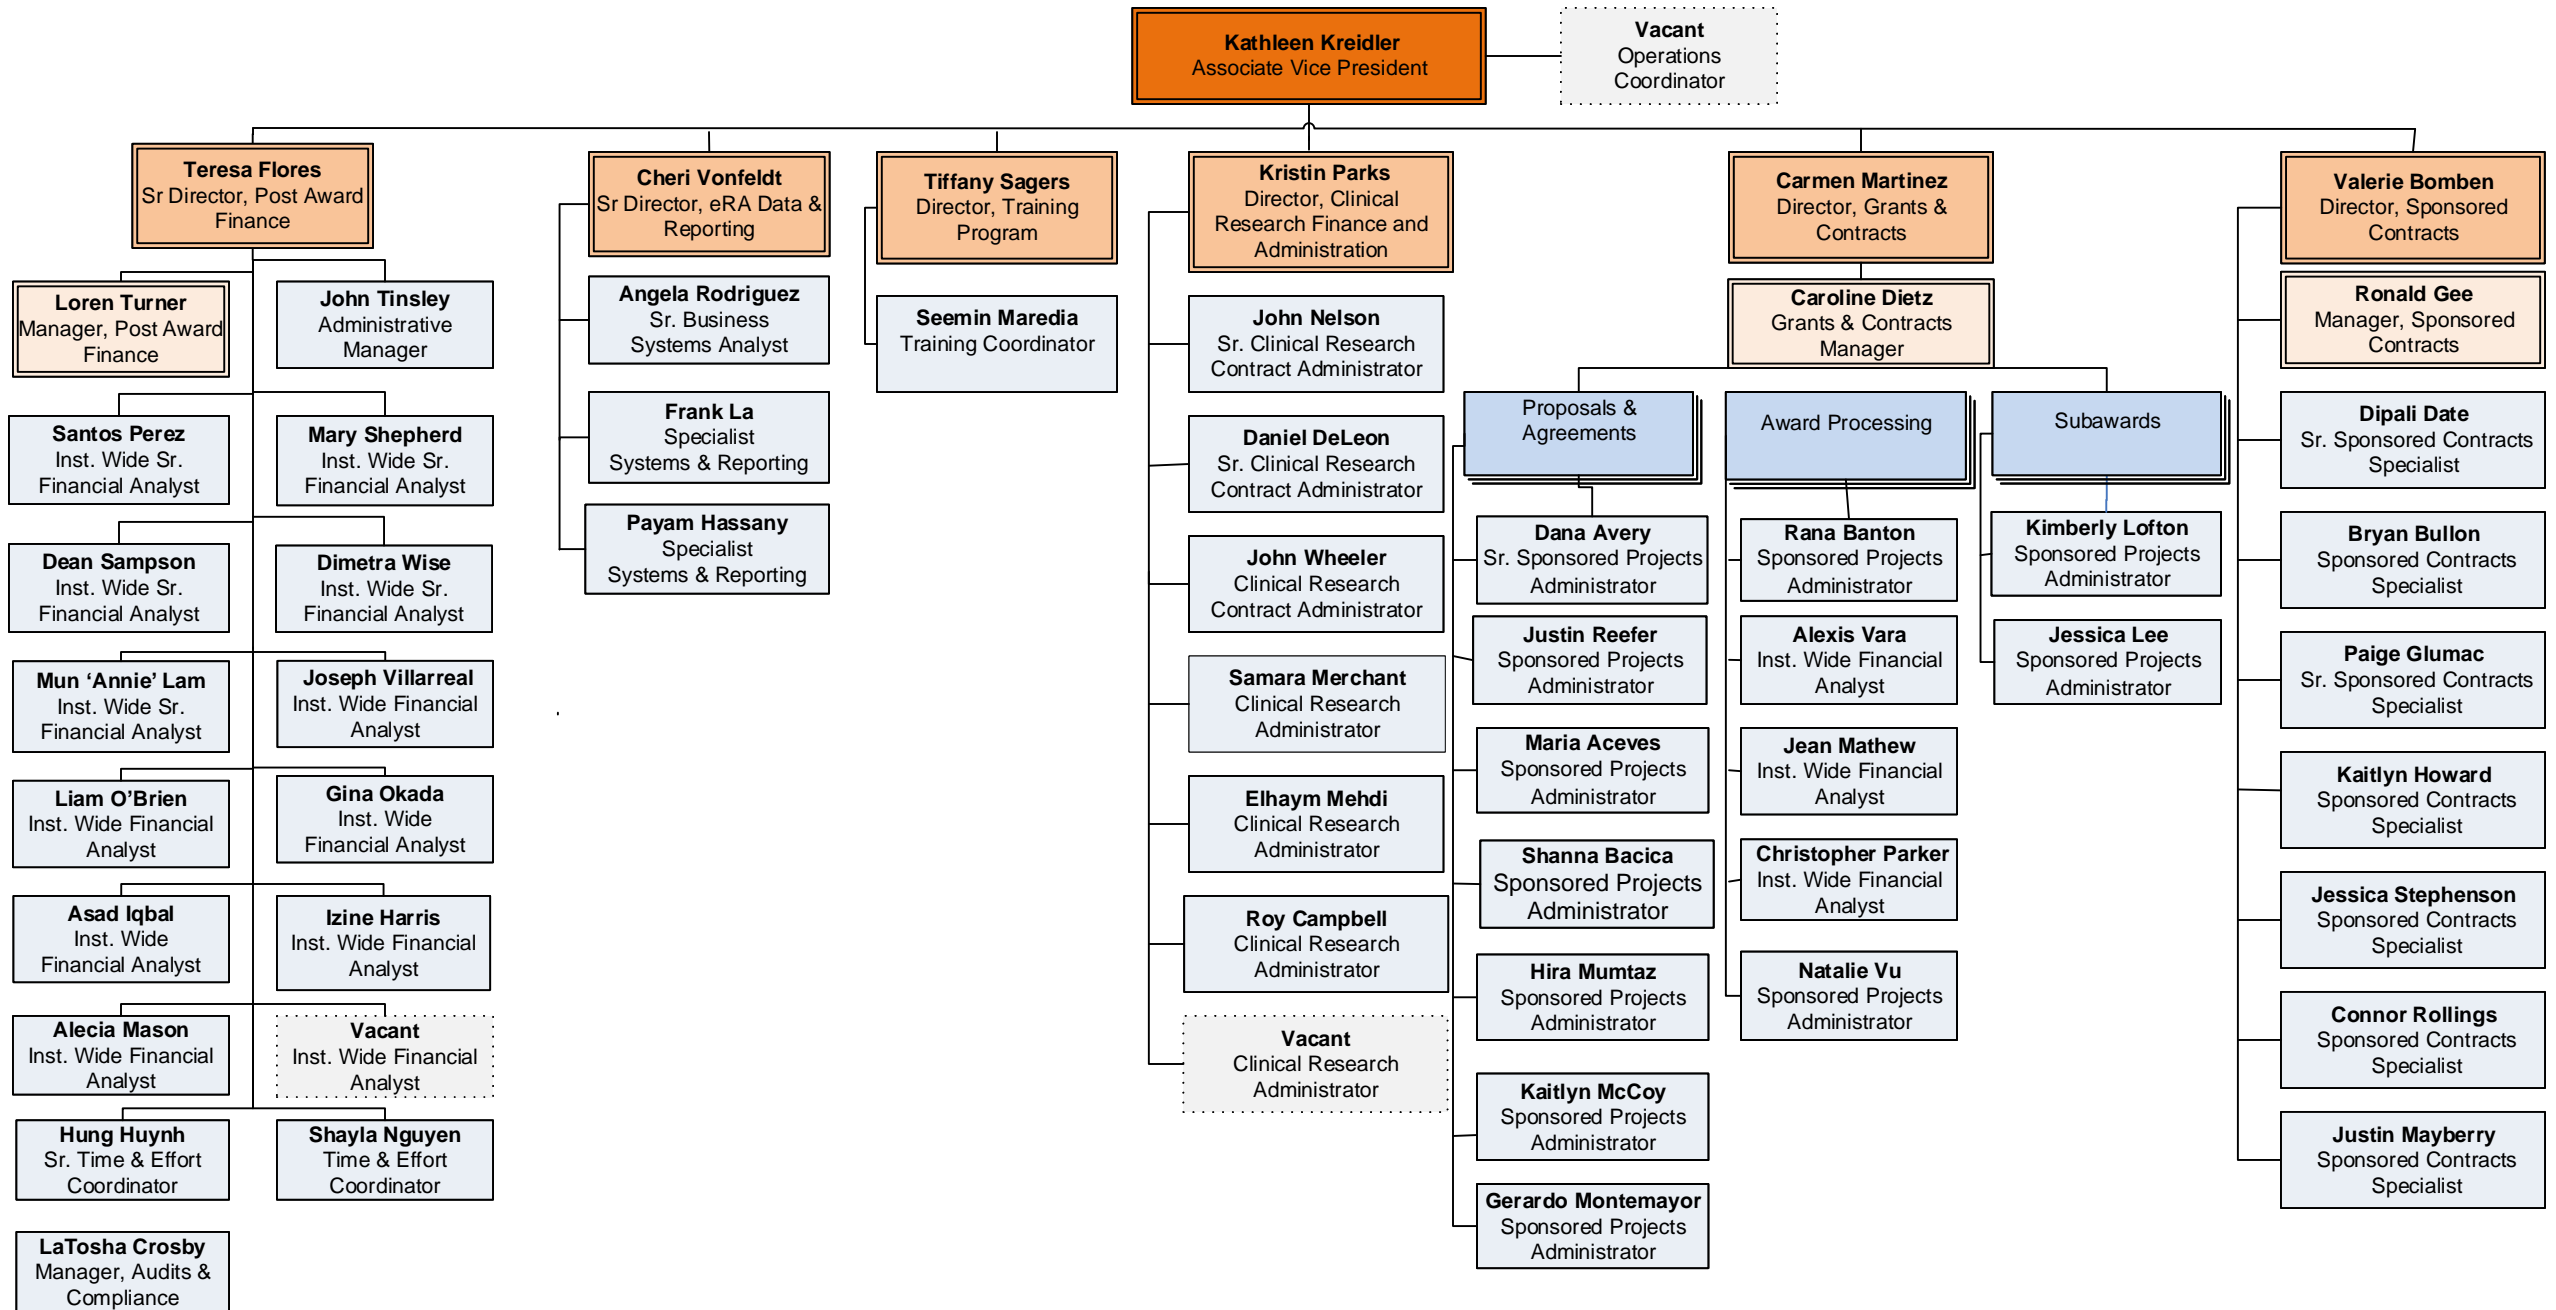 Kathleen Kreidler
Associate Vice President
Vacant
Operations
Coordinator
Teresa Flores
Sr Director, Post Award
Finance
Loren Turner
Manager, Post Award
Finance
John Tinsley
Administrative
Manager
Santos Perez
Inst. Wide Sr.
Financial Analyst
Mary Shepherd
Inst. Wide Sr.
Financial Analyst
Dean Sampson
Inst. Wide Sr.
Financial Analyst
Dimetra Wise
Inst. Wide Sr.
Financial Analyst
Mun ‘Annie’ Lam
Inst. Wide Sr.
Financial Analyst
Joseph Villarreal
Inst. Wide Financial
Analyst
Liam O’Brien
Inst. Wide Financial
Analyst
Gina Okada
Inst. Wide
Financial Analyst
Asad Iqbal
Inst. Wide
Financial Analyst
Izine Harris
Inst. Wide Financial
Analyst
Alecia Mason
Inst. Wide Financial
Analyst
Vacant
Inst. Wide Financial
Analyst
Hung Huynh
Sr. Time & Effort
Coordinator
Shayla Nguyen
Time & Effort
Coordinator
LaTosha Crosby
Manager, Audits &
Compliance
Cheri Vonfeldt
Sr Director, eRA Data &
Reporting
Angela Rodriguez
Sr. Business
Systems Analyst
Frank La
Specialist
Systems & Reporting
Payam Hassany
Specialist
Systems & Reporting
Tiffany Sagers
Director, Training
Program
Seemin Maredia
Training Coordinator
Kristin Parks
Director, Clinical
Research Finance and
Administration
John Nelson
Sr. Clinical Research
Contract Administrator
Daniel DeLeon
Sr. Clinical Research
Contract Administrator
John Wheeler
Clinical Research
Contract Administrator
Samara Merchant
Clinical Research
Administrator
Elhaym Mehdi
Clinical Research
Administrator
Roy Campbell
Clinical Research
Administrator
Vacant
Clinical Research
Administrator
Carmen Martinez
Director, Grants &
Contracts
Caroline Dietz
Grants & Contracts
Manager
Proposals &
Agreements
Dana Avery
Sr. Sponsored Projects
Administrator
Justin Reefer
Sponsored Projects
Administrator
Maria Aceves
Sponsored Projects
Administrator
Shanna Bacica
Sponsored Projects
Administrator
Hira Mumtaz
Sponsored Projects
Administrator
Kaitlyn McCoy
Sponsored Projects
Administrator
Gerardo Montemayor
Sponsored Projects
Administrator
Award Processing
Rana Banton
Sponsored Projects
Administrator
Alexis Vara
Inst. Wide Financial
Analyst
Jean Mathew
Inst. Wide Financial
Analyst
Christopher Parker
Inst. Wide Financial
Analyst
Natalie Vu
Sponsored Projects
Administrator
Subawards
Kimberly Lofton
Sponsored Projects
Administrator
Jessica Lee
Sponsored Projects
Administrator
Valerie Bomben
Director, Sponsored
Contracts
Ronald Gee
Manager, Sponsored
Contracts
Dipali Date
Sr. Sponsored Contracts
Specialist
Bryan Bullon
Sponsored Contracts
Specialist
Paige Glumac
Sr. Sponsored Contracts
Specialist
Kaitlyn Howard
Sponsored Contracts
Specialist
Jessica Stephenson
Sponsored Contracts
Specialist
Connor Rollings
Sponsored Contracts
Specialist
Justin Mayberry
Sponsored Contracts
Specialist